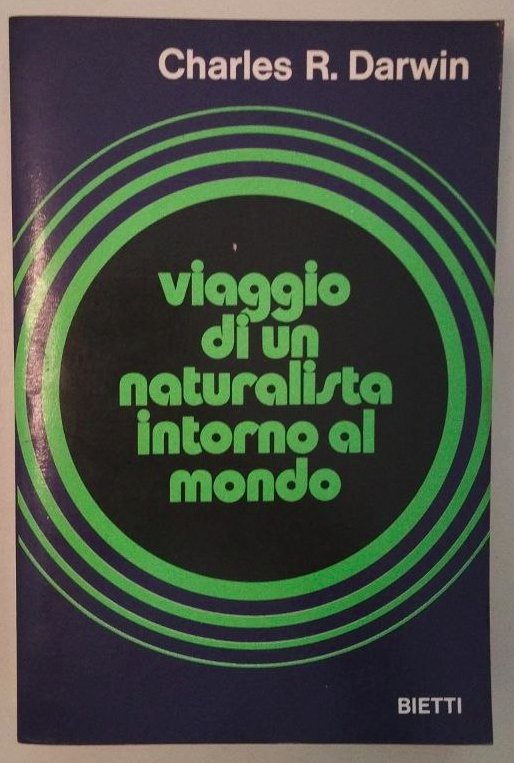 Charles R. Darwin
viaggio
di un
naturalista
intorno al
mondo
BIETTI